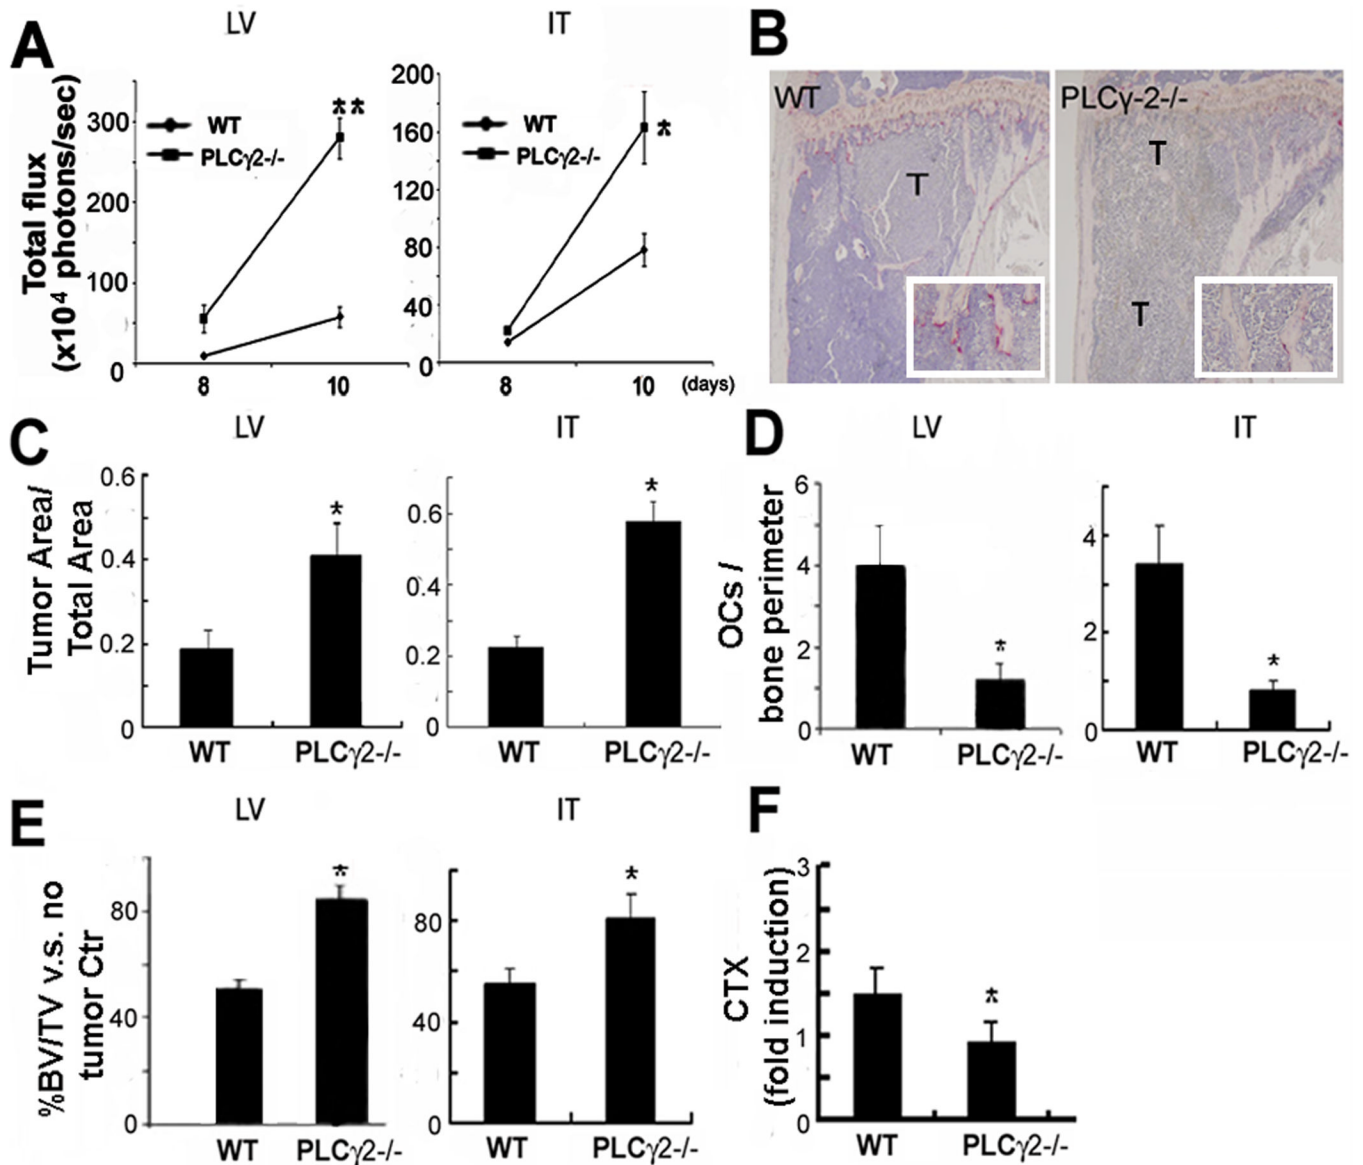 A
LV
IT
Total flux
(x10⁴ photons/sec)
300
200
100
0
WT
PLCγ2-/-
8
10
**
200
160
120
80
40
0
WT
PLCγ2-/-
8
10
(days)
*
B
WT
T
PLCγ-2-/-
T
T
C
LV
IT
Tumor Area/
Total Area
0.6
0.4
0.2
0
*
WT
PLCγ2-/-
0.6
0.4
0.2
0
*
WT
PLCγ2-/-
D
LV
IT
OCs /
bone perimeter
6
4
2
0
*
WT
PLCγ2-/-
4
2
0
*
WT
PLCγ2-/-
E
LV
IT
%BV/TV v.s. no
tumor Ctr
80
40
0
*
WT
PLCγ2-/-
80
40
0
*
WT
PLCγ2-/-
F
CTX
(fold induction)
3
2
1
0
*
WT
PLCγ2-/-